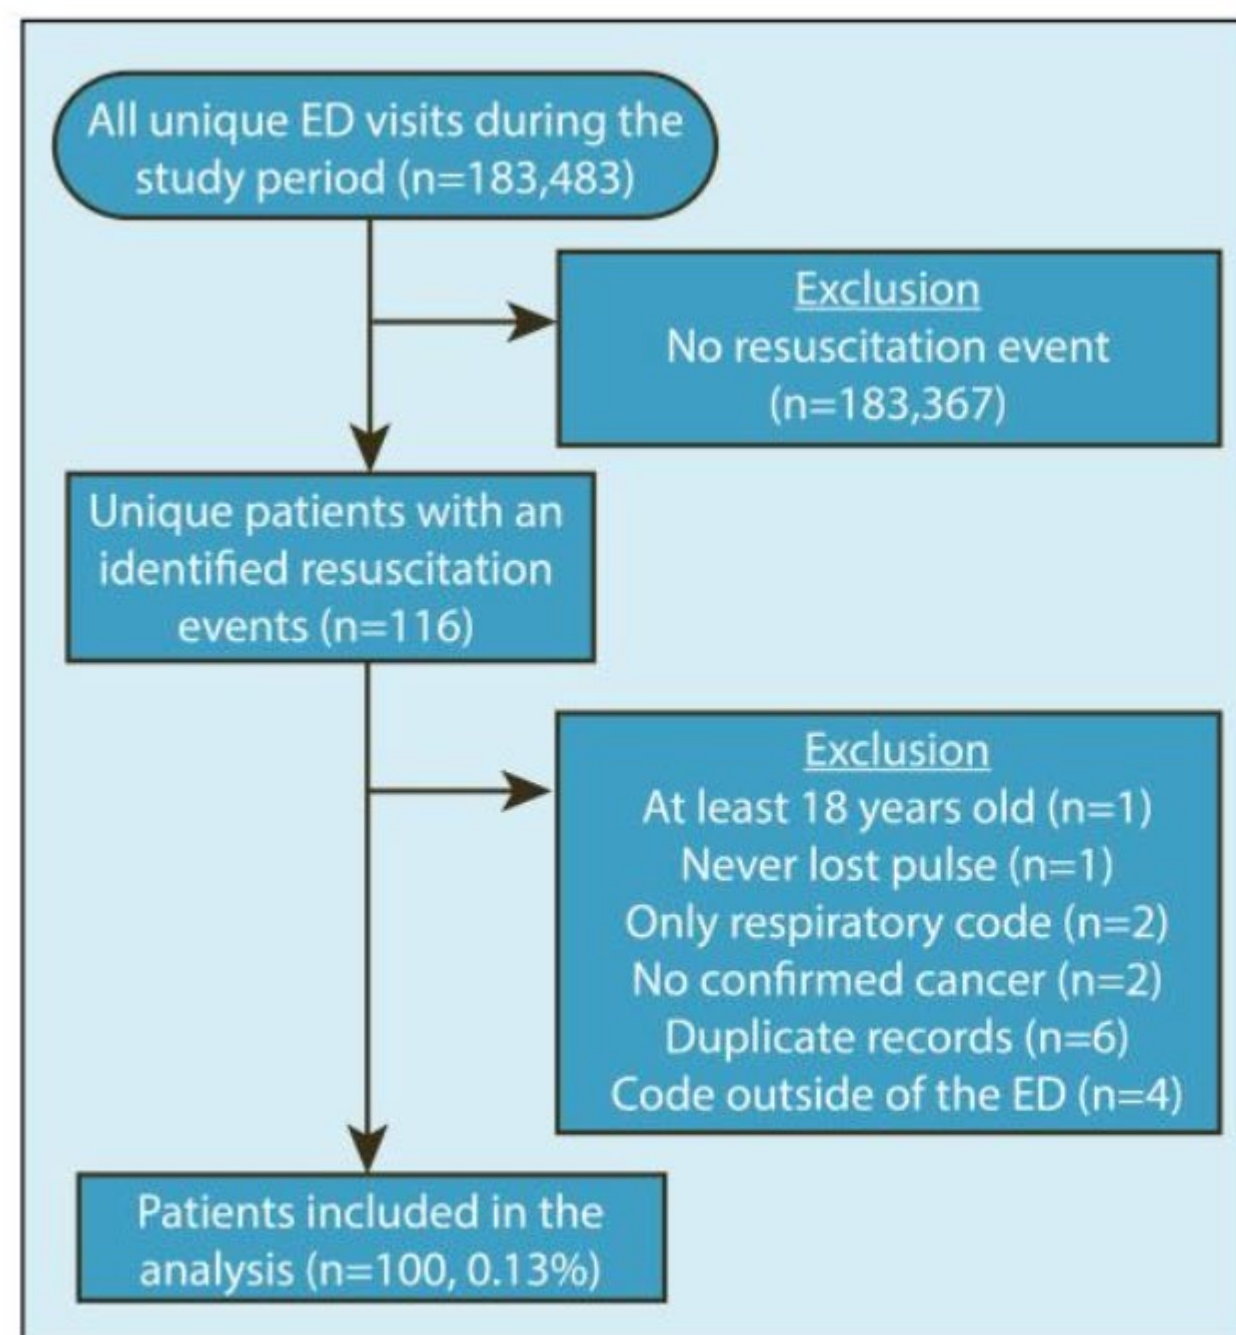 All unique ED visits during the
study period (n=183,483)
Exclusion
No resuscitation event
(n=183,367)
Unique patients with an
identified resuscitation
events (n=116)
Exclusion
At least 18 years old (n=1)
Never lost pulse (n=1)
Only respiratory code (n=2)
No confirmed cancer (n=2)
Duplicate records (n=6)
Code outside of the ED (n=4)
Patients included in the
analysis (n=100, 0.13%)